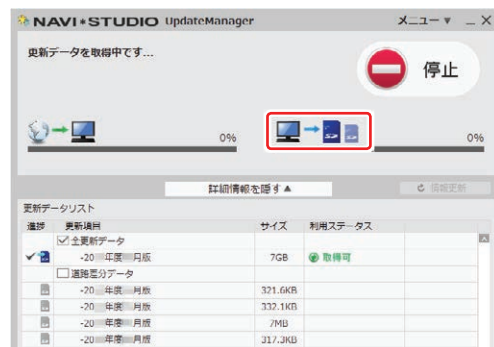 NAVI*STUDIO UpdateManager メニュー
更新データを取得中です...
停止
0% 0%
詳細情報を隠す▲ 情報更新
更新データリスト
進捗 更新項目 サイズ 利用ステータス
全更新データ
-20 年度 月版 7GB 取得可
道路差分データ
-20 年度 月版 321.6KB
-20 年度 月版 332.1KB
-20 年度 月版 7MB
-20 年度 月版 317.3KB